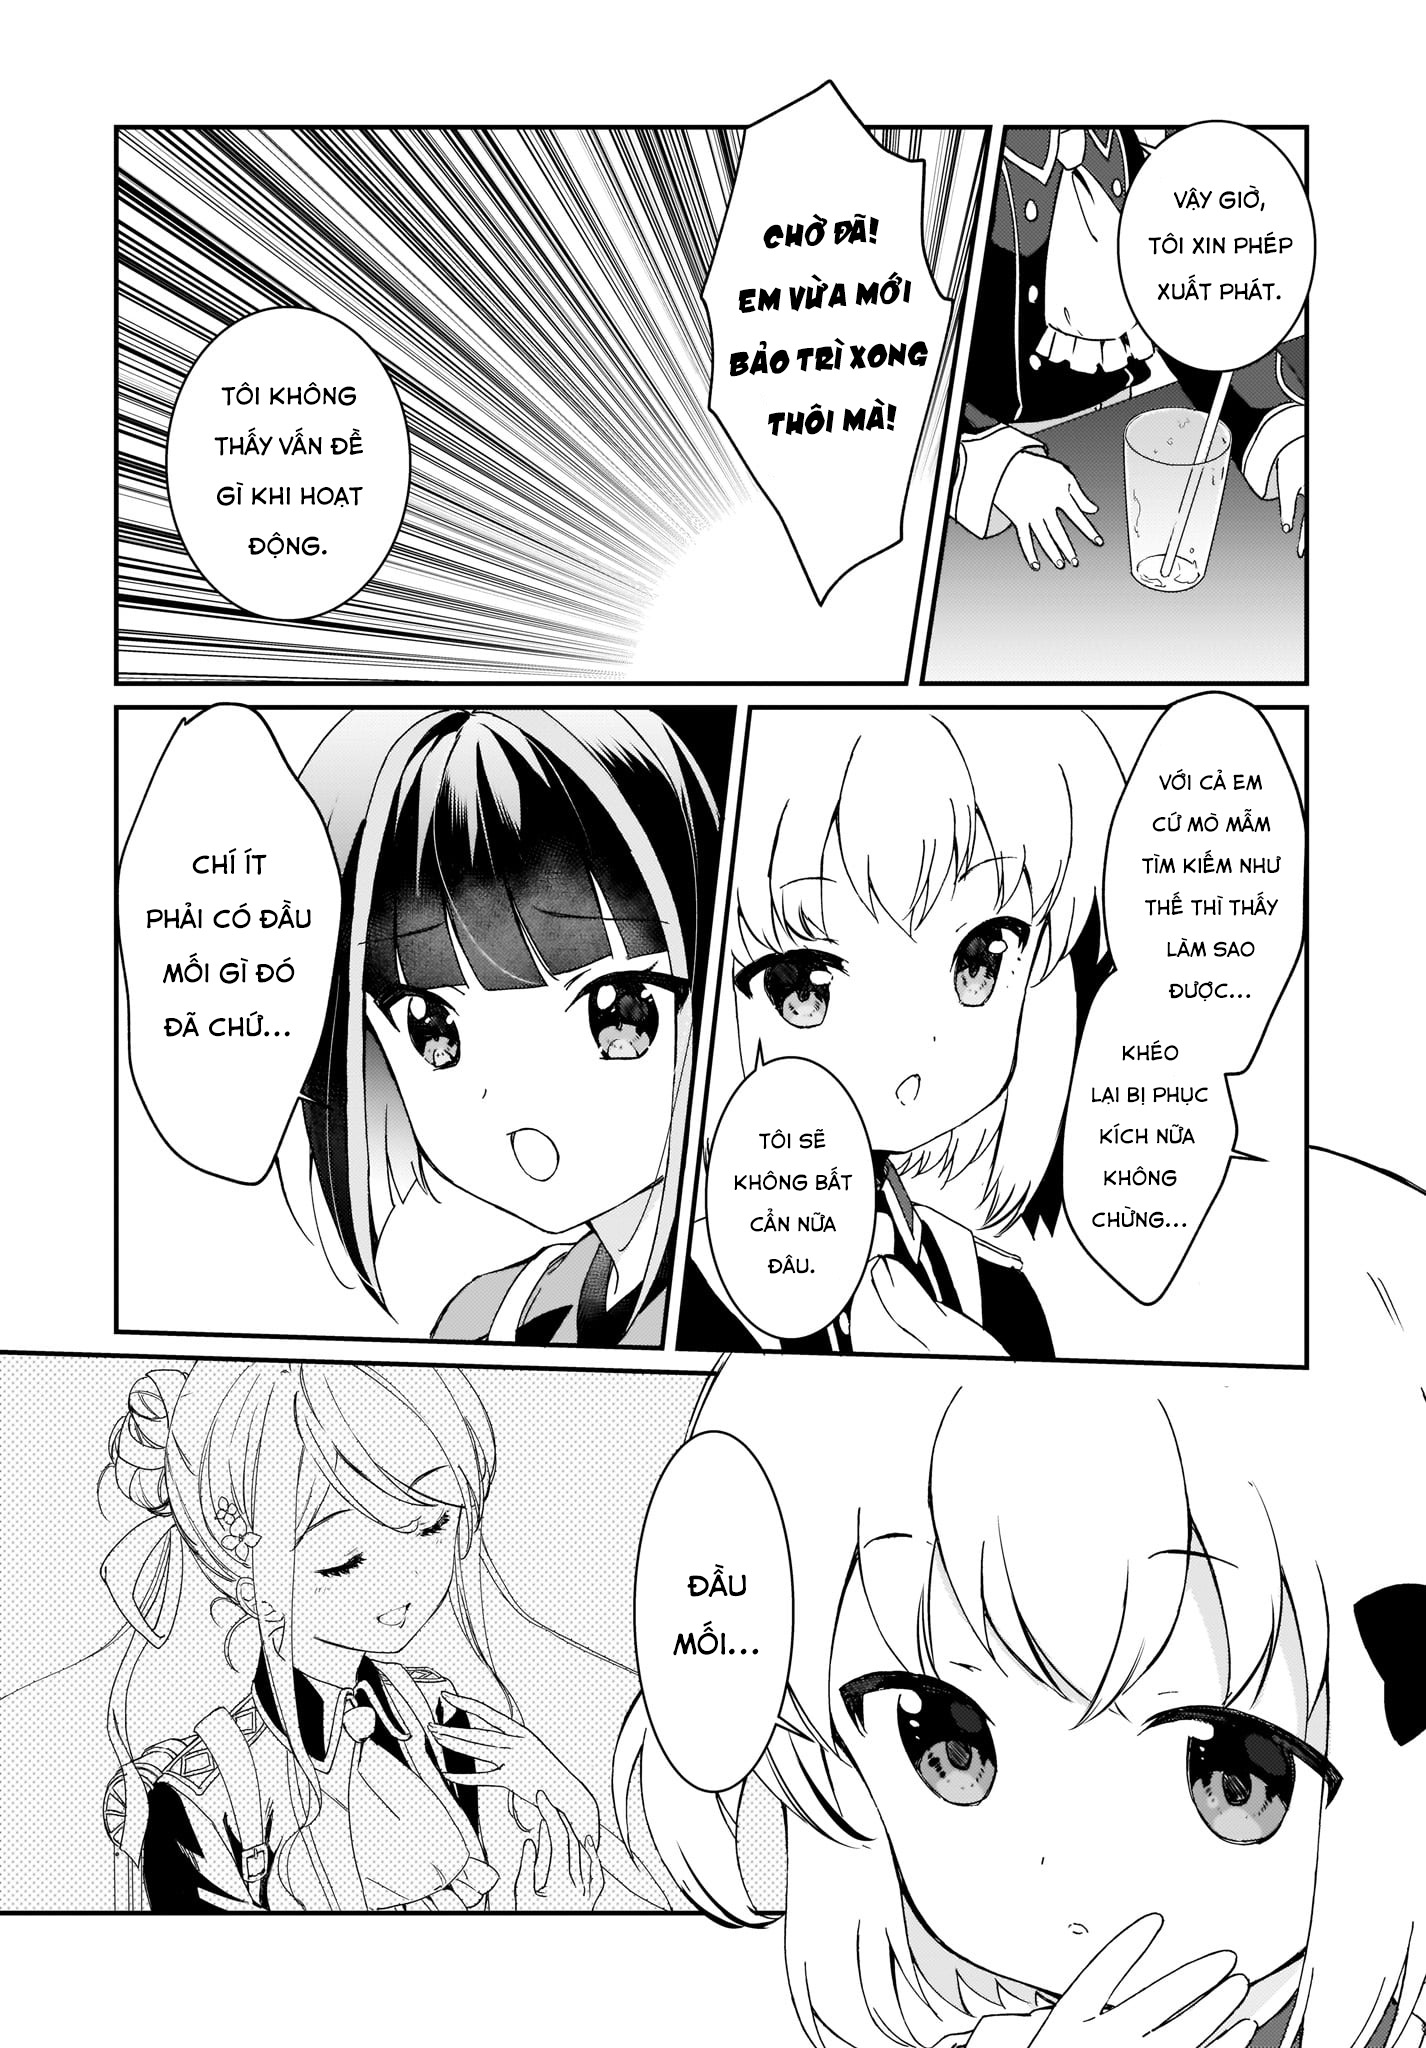 VẬY GIỜ,
TÔI XIN PHÉP
XUẤT PHÁT.
CHỜ ĐÃ!
EM VỪA MỚI
BẢO TRÌ XONG
THÔI MÀ!
TÔI KHÔNG
THẤY VẤN ĐỀ
GÌ KHI HOẠT
ĐỘNG.
VỚI CẢ EM
CỨ MÒ MẪM
TÌM KIẾM NHƯ
THẾ THÌ THẤY
LÀM SAO
ĐƯỢC...
KHÉO
LẠI BỊ PHỤC
KÍCH NỮA
KHÔNG
CHỪNG...
TÔI SẼ
KHÔNG BẤT
CẨN NỮA
ĐÂU.
CHÍ ÍT
PHẢI CÓ ĐẦU
MỐI GÌ ĐÓ
ĐÃ CHỨ...
ĐẦU
MỐI...